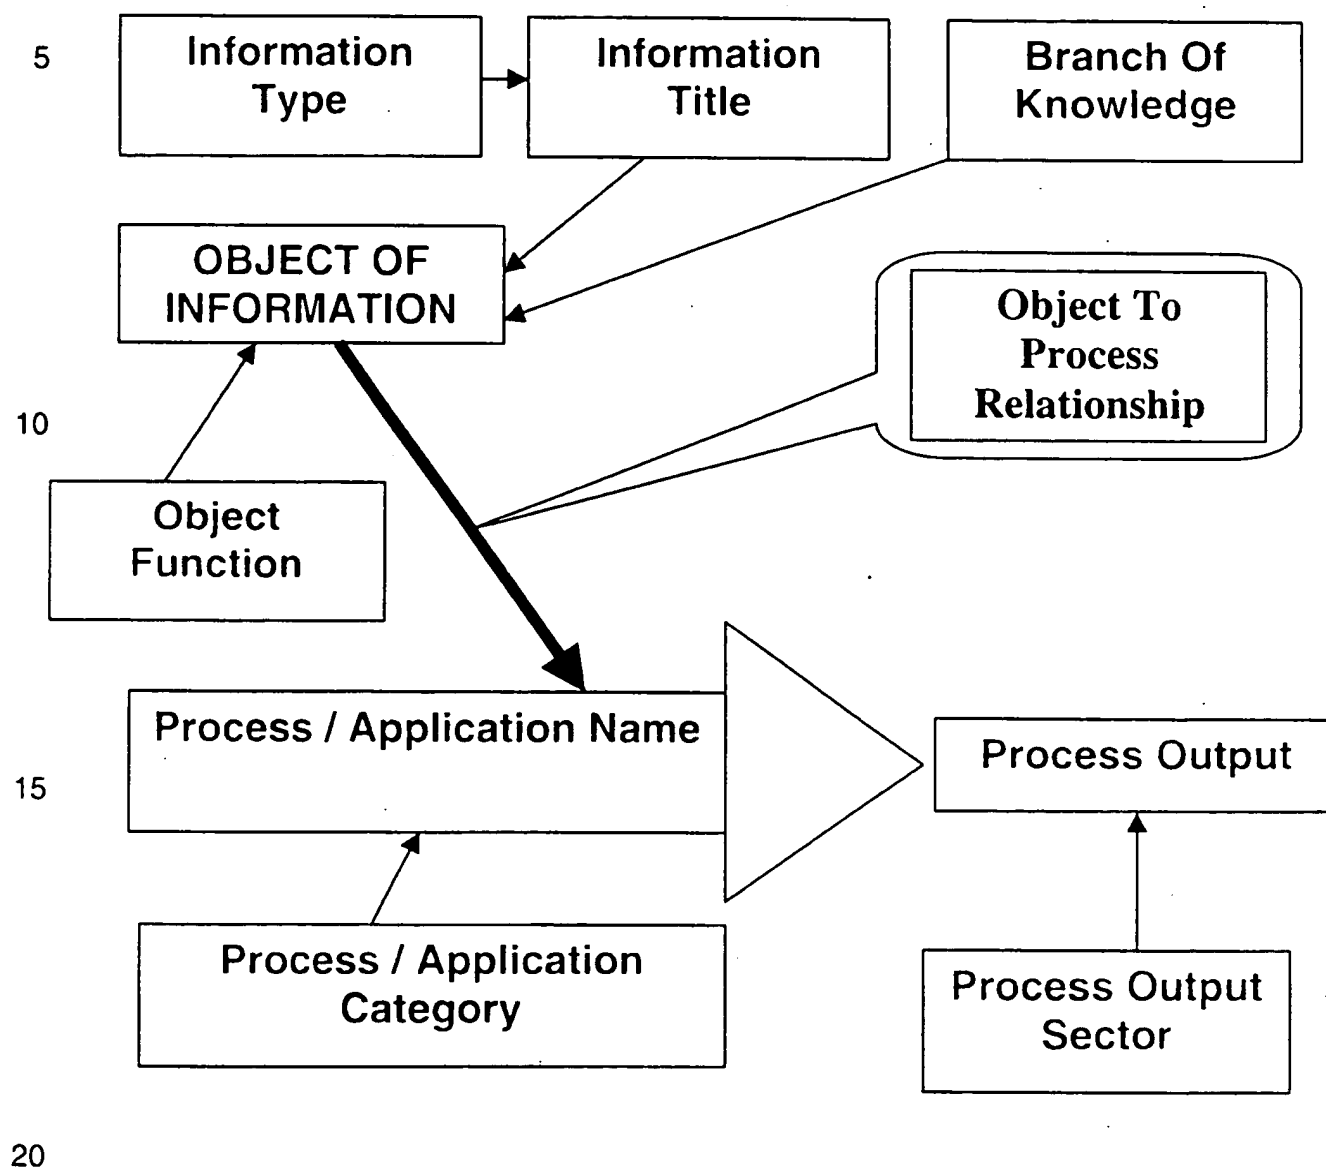 5
Information
Type
Information
Title
Branch Of
Knowledge
OBJECT OF
INFORMATION
Object To
Process
Relationship
10
Object
Function
Process / Application Name
Process Output
15
Process / Application
Category
Process Output
Sector
20